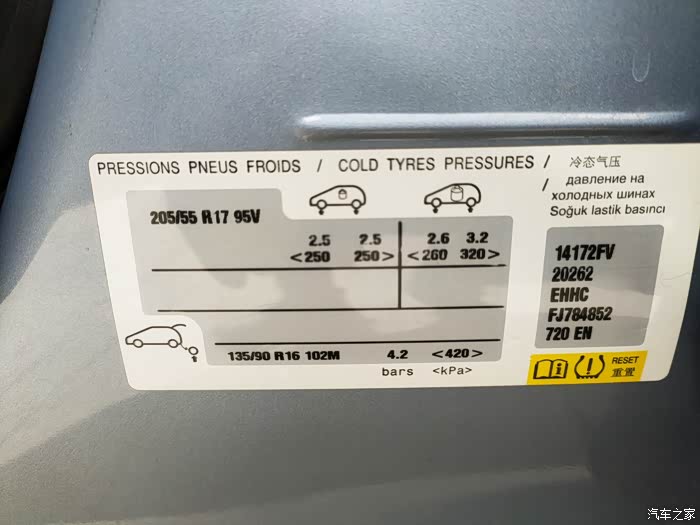 PRESSIONS PNEUS FROIDS / COLD TYRES PRESSURES / 冷态气压
/ давление на
холодных шинах
Soğuk lastik basıncı
205/55 R17 95V
2.5 2.5 2.6 3.2
<250 250> <260 320>
135/90 R16 102M 4.2 <420>
bars <kPa>
14172FV
20262
EHHC
FJ784852
720 EN
RESET
重置
汽车之家